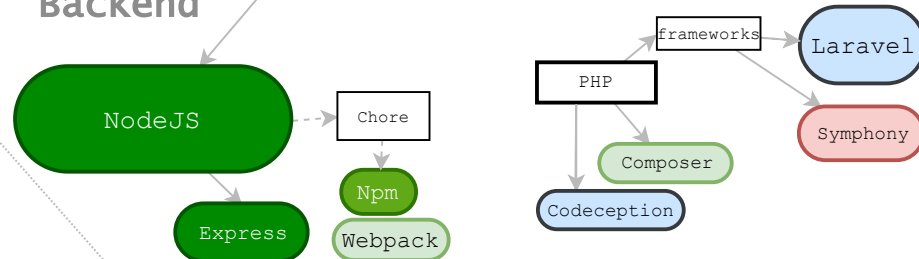 Backend
frameworks
Laravel
PHP
NodeJS
Chore
Symphony
Composer
Npm
Codeception
Express
Webpack